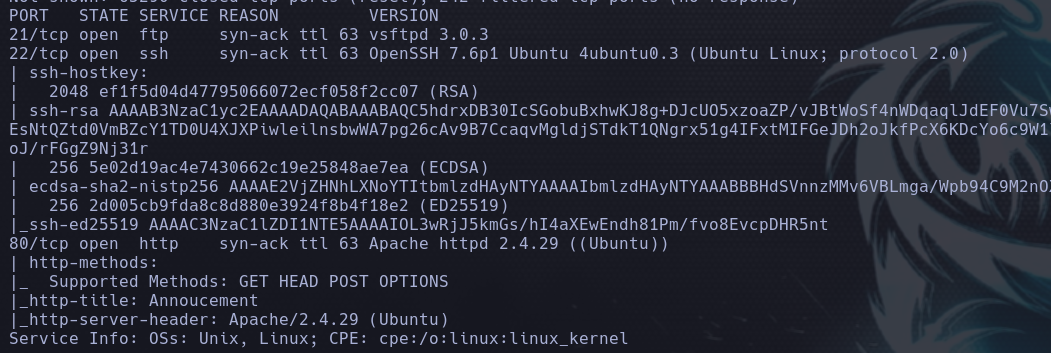 PORT   STATE SERVICE REASON         VERSION
21/tcp open  ftp     syn-ack ttl 63 vsftpd 3.0.3
22/tcp open  ssh     syn-ack ttl 63 OpenSSH 7.6p1 Ubuntu 4ubuntu0.3 (Ubuntu Linux; protocol 2.0)
| ssh-hostkey:
|   2048 ef1f5d04d47795066072ecf058f2cc07 (RSA)
| ssh-rsa AAAAB3NzaC1yc2EAAAADAQABAAABAQC5hdrxDB30IcSGobuBxhwKJ8g+DJcUO5xzoaZP/vJBtWoSf4nWDqaqlJdEF0Vu7Sw
EsNtQZtd0VmBZcY1TD0U4XJXPiwleilnsbwWA7pg26cAv9B7CcaqvMgldjSTdkT1QNgrx51g4IFxtMIFGeJDh2oJkfPcX6KDcYo6c9W1
oJ/rFGgZ9Nj31r
|   256 5e02d19ac4e7430662c19e25848ae7ea (ECDSA)
| ecdsa-sha2-nistp256 AAAAE2VjZHNhLXNoYTItbmlzdHAyNTYAAAAIbmlzdHAyNTYAAABBBHdSVnnzMMv6VBLmga/Wpb94C9M2nO
|   256 2d005cb9fda8c8d880e3924f8b4f18e2 (ED25519)
|_ssh-ed25519 AAAAC3NzaC1lZDI1NTE5AAAAIOL3wRjJ5kmGs/hI4aXEwEndh81Pm/fvo8EvcpDHR5nt
80/tcp open  http    syn-ack ttl 63 Apache httpd 2.4.29 ((Ubuntu))
| http-methods:
|_  Supported Methods: GET HEAD POST OPTIONS
|_http-title: Annoucement
|_http-server-header: Apache/2.4.29 (Ubuntu)
Service Info: OSs: Unix, Linux; CPE: cpe:/o:linux:linux_kernel